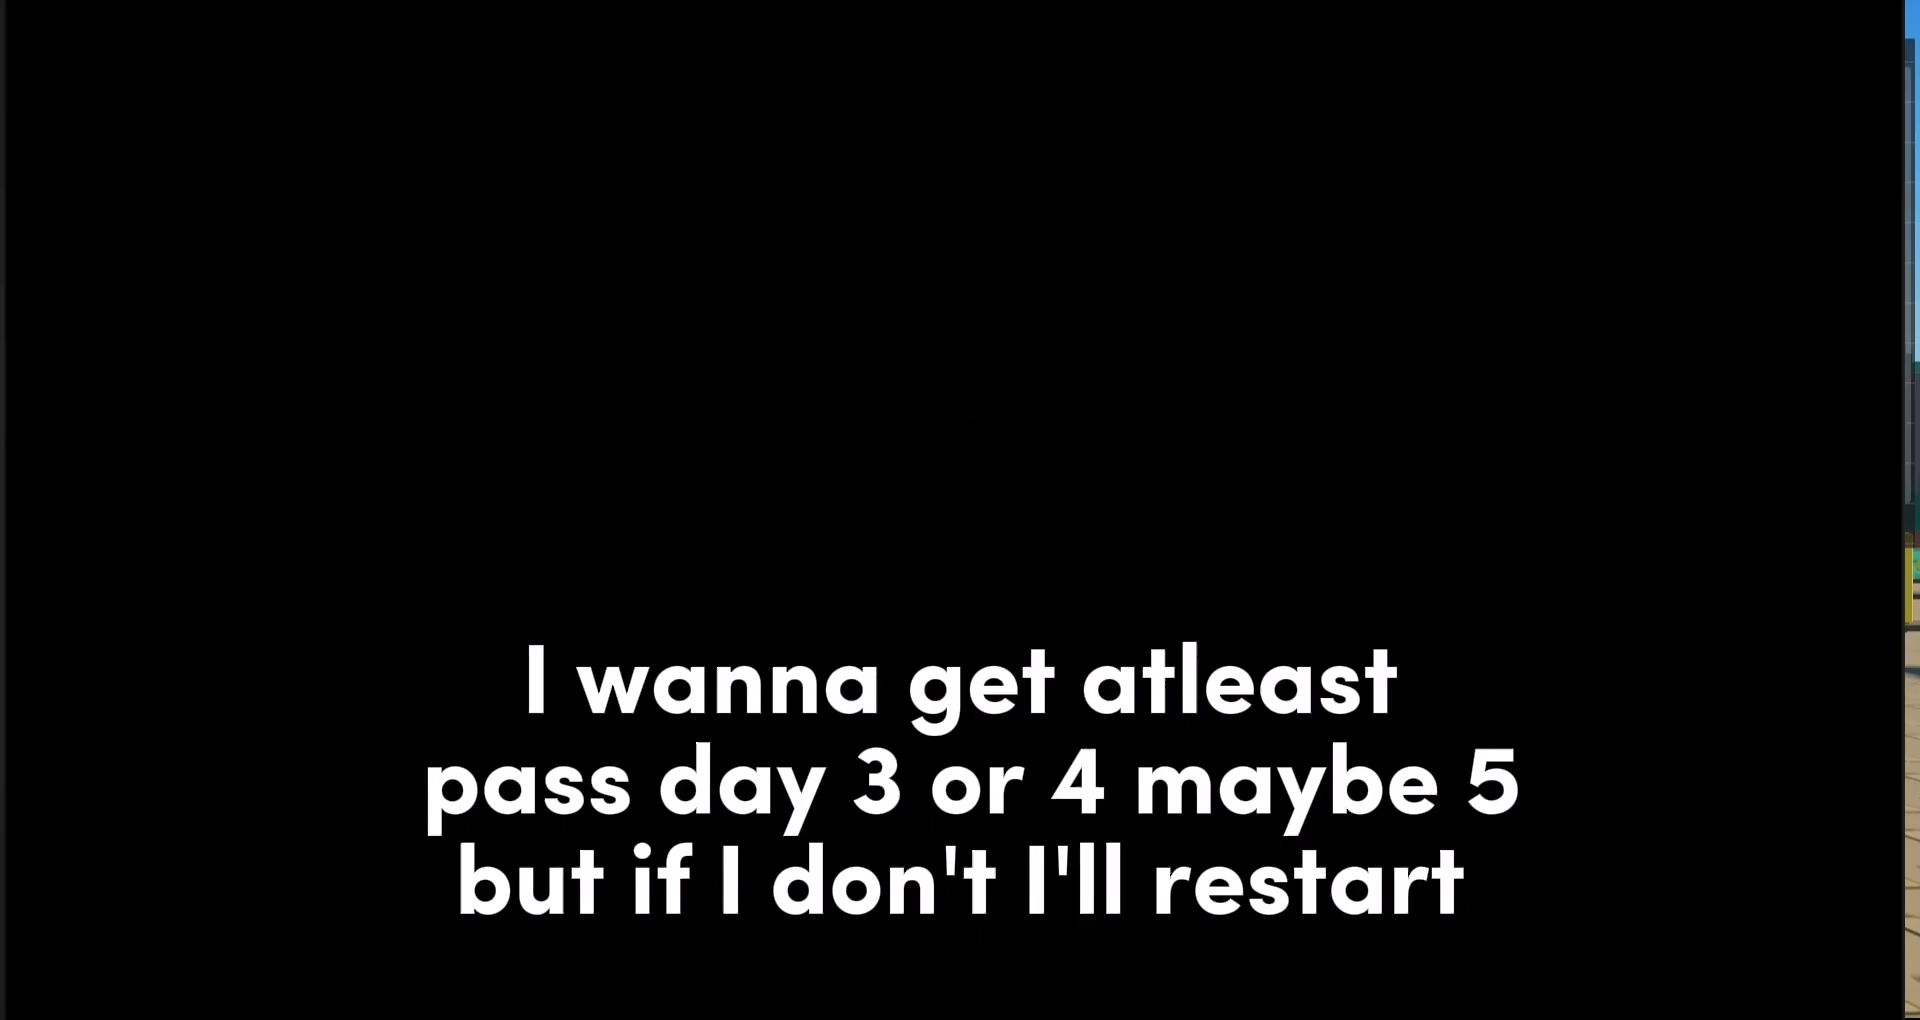 I wanna get atleast
pass day 3 or 4 maybe 5
but if I don't I'll restart